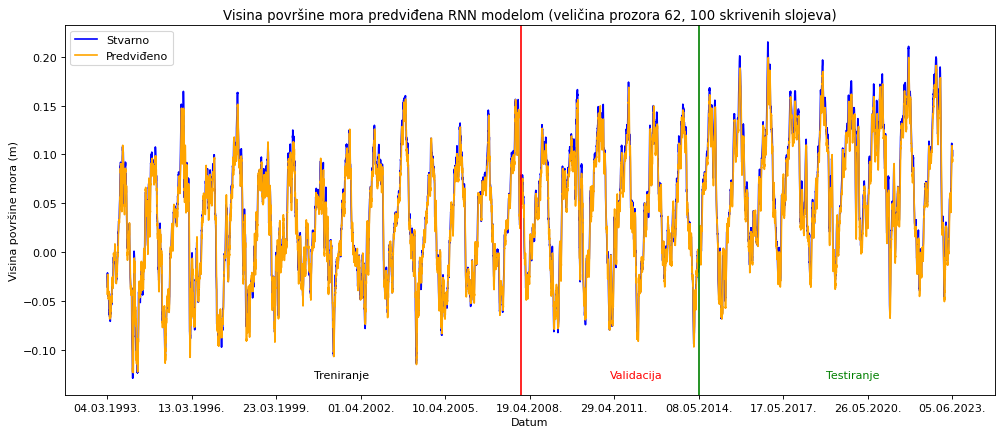 Visina površine mora predviđena RNN modelom (veličina prozora 62, 100 skrivenih slojeva)
Stvarno
Predviđeno
0.20
0.15
0.10
0.05
0.00
−0.05
−0.10
Visina površine mora (m)
Treniranje
Validacija
Testiranje
04.03.1993. 13.03.1996. 23.03.1999. 01.04.2002. 10.04.2005. 19.04.2008. 29.04.2011. 08.05.2014. 17.05.2017. 26.05.2020. 05.06.2023.
Datum